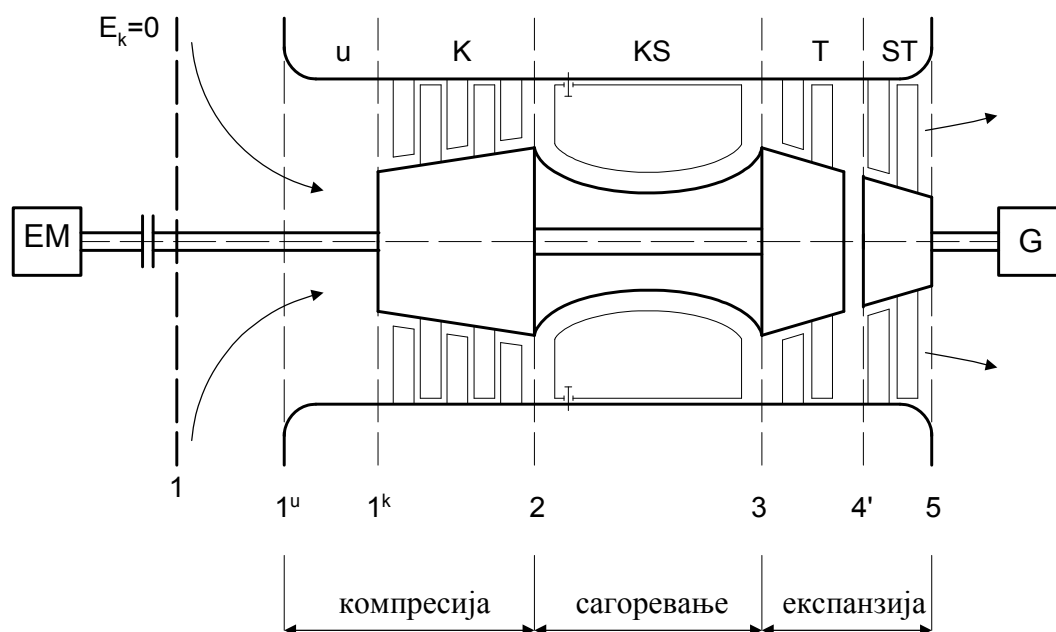 E_k=0
u K KS T ST
EM
G
1 1^u 1^k 2 3 4' 5
компресија сагоревање експанзија